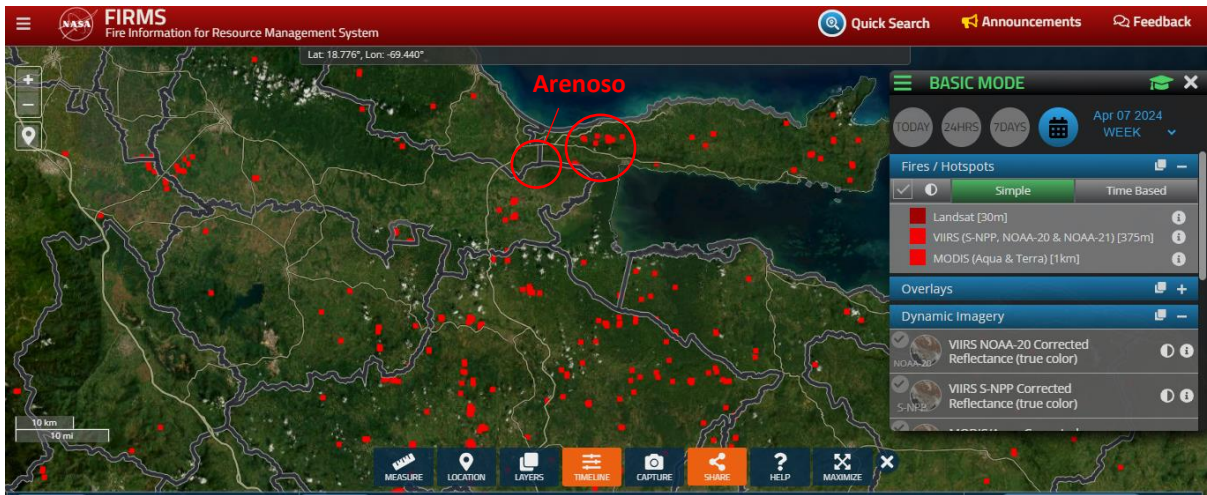 NASA
FIRMS
Fire Information for Resource Management System
Quick Search
Announcements
Feedback
Lat: 18.776°, Lon: -69.440°
Arenoso
+
−
BASIC MODE
TODAY
24HRS
7DAYS
Apr 07 2024
WEEK
Fires / Hotspots
Simple
Time Based
Landsat [30m]
VIIRS (S-NPP, NOAA-20 & NOAA-21) [375m]
MODIS (Aqua & Terra) [1km]
Overlays
Dynamic Imagery
VIIRS NOAA-20 Corrected
Reflectance (true color)
NOAA-20
VIIRS S-NPP Corrected
Reflectance (true color)
S-NPP
10 km
10 mi
MEASURE
LOCATION
LAYERS
TIMELINE
CAPTURE
SHARE
HELP
MAXIMIZE